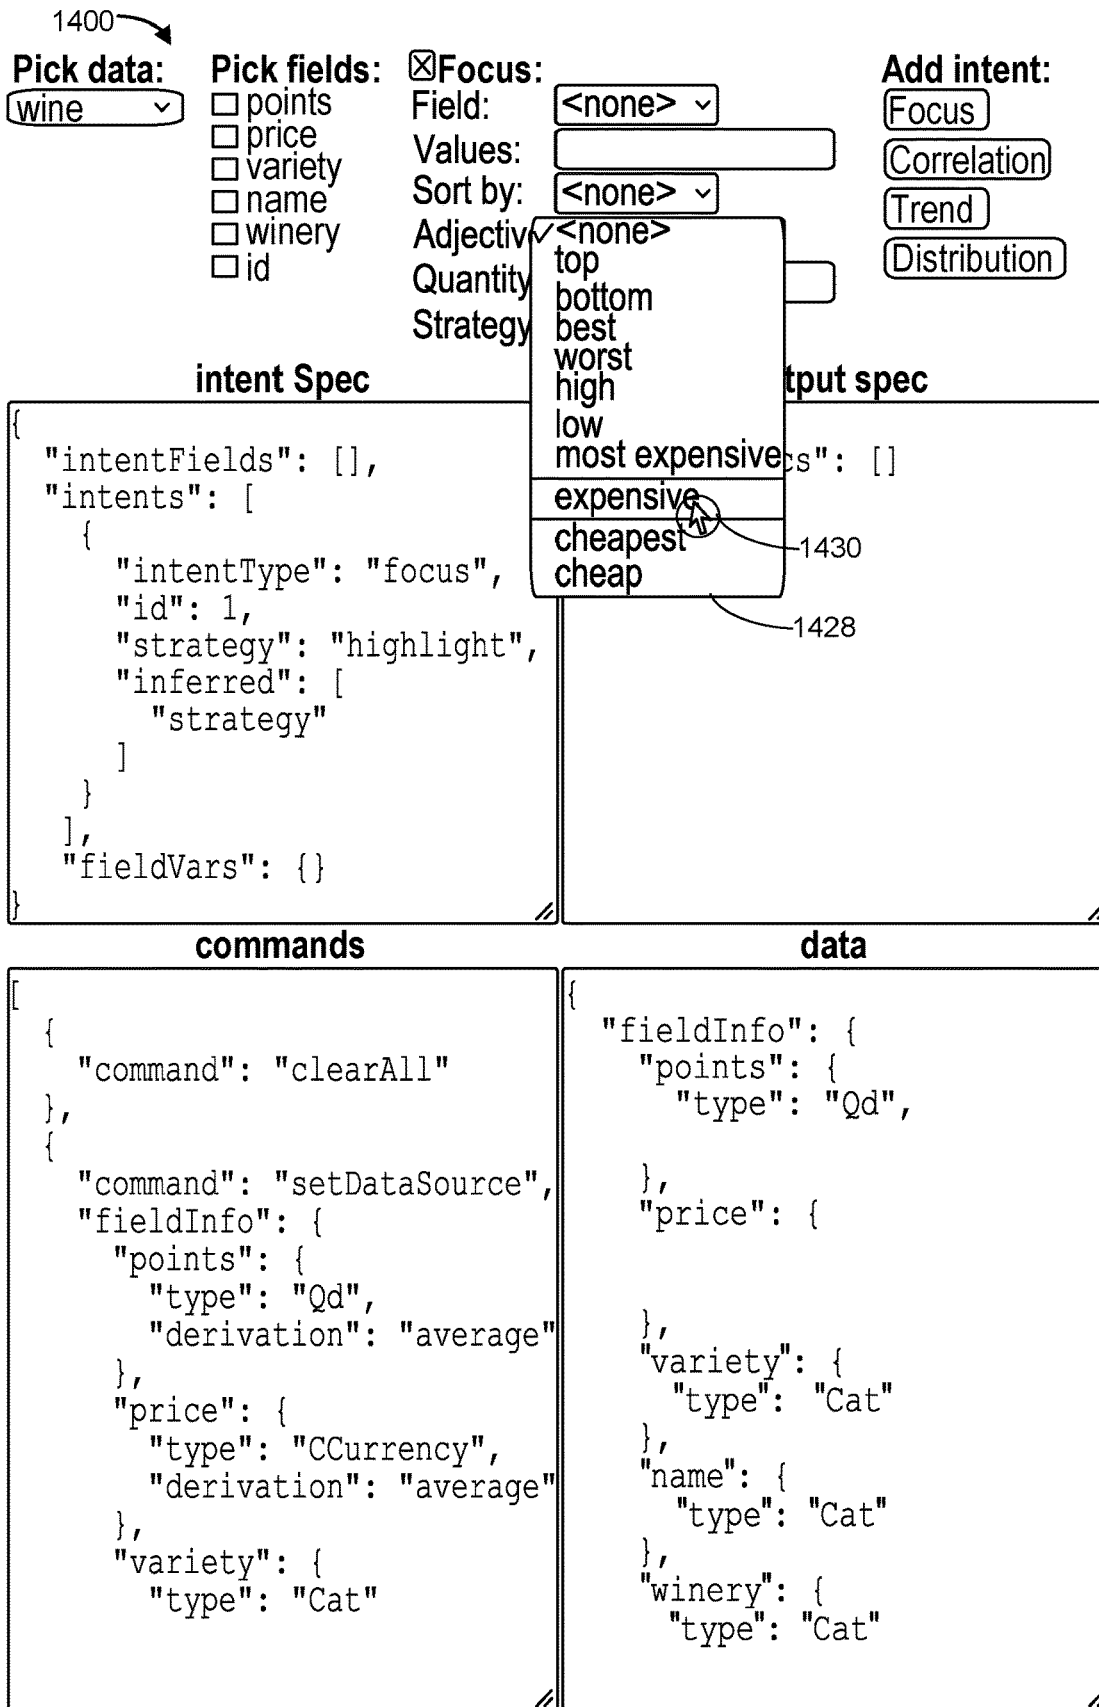 1400
Pick data:
wine
Pick fields:
points
price
variety
name
winery
id
Focus:
Field: <none>
Values:
Sort by: <none>
Adjectiv
Quantity
Strategy
<none>
top
bottom
best
worst
high
low
most expensive
expensive
cheapest
cheap
1430
1428
Add intent:
Focus
Correlation
Trend
Distribution
intent Spec
{
"intentFields": [],
"intents": [
{
"intentType": "focus",
"id": 1,
"strategy": "highlight",
"inferred": [
"strategy"
]
}
],
"fieldVars": {}
}
tput spec
cs": []
commands
[
{
"command": "clearAll"
},
{
"command": "setDataSource",
"fieldInfo": {
"points": {
"type": "Qd",
"derivation": "average"
},
"price": {
"type": "CCurrency",
"derivation": "average"
},
"variety": {
"type": "Cat"
data
{
"fieldInfo": {
"points": {
"type": "Qd",
},
"price": {
},
"variety": {
"type": "Cat"
},
"name": {
"type": "Cat"
},
"winery": {
"type": "Cat"